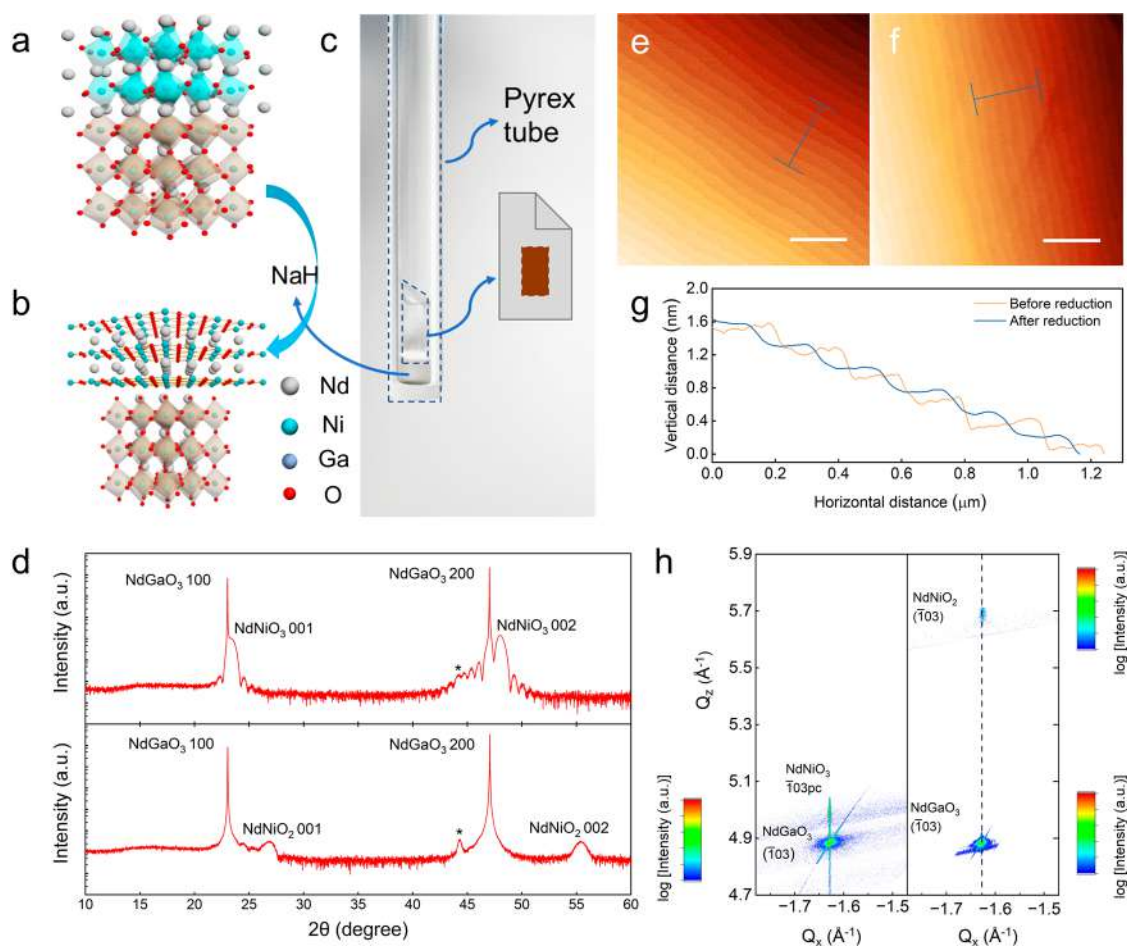 a
b
NaH
Nd
Ni
Ga
O
c
Pyrex
tube
e
f
g
2.0
1.6
1.2
0.8
0.4
0.0
Vertical distance (nm)
Before reduction
After reduction
0.0
0.2
0.4
0.6
0.8
1.0
1.2
Horizontal distance (μm)
d
Intensity (a.u.)
NdGaO₃ 100
NdNiO₃ 001
NdGaO₃ 200
NdNiO₃ 002
*
Intensity (a.u.)
NdGaO₃ 100
NdNiO₂ 001
NdGaO₃ 200
NdNiO₂ 002
*
10
15
20
25
30
35
40
45
50
55
60
2θ (degree)
log [Intensity (a.u.)]
h
5.9
5.7
5.5
5.3
5.1
4.9
4.7
Q_z (Å⁻¹)
NdNiO₃
1̄03pc
NdGaO₃
(1̄03)
NdNiO₂
(1̄03)
NdGaO₃
(1̄03)
−1.7
−1.6
−1.5
−1.7
−1.6
−1.5
Qₓ (Å⁻¹)
Qₓ (Å⁻¹)
log [Intensity (a.u.)]
log [Intensity (a.u.)]